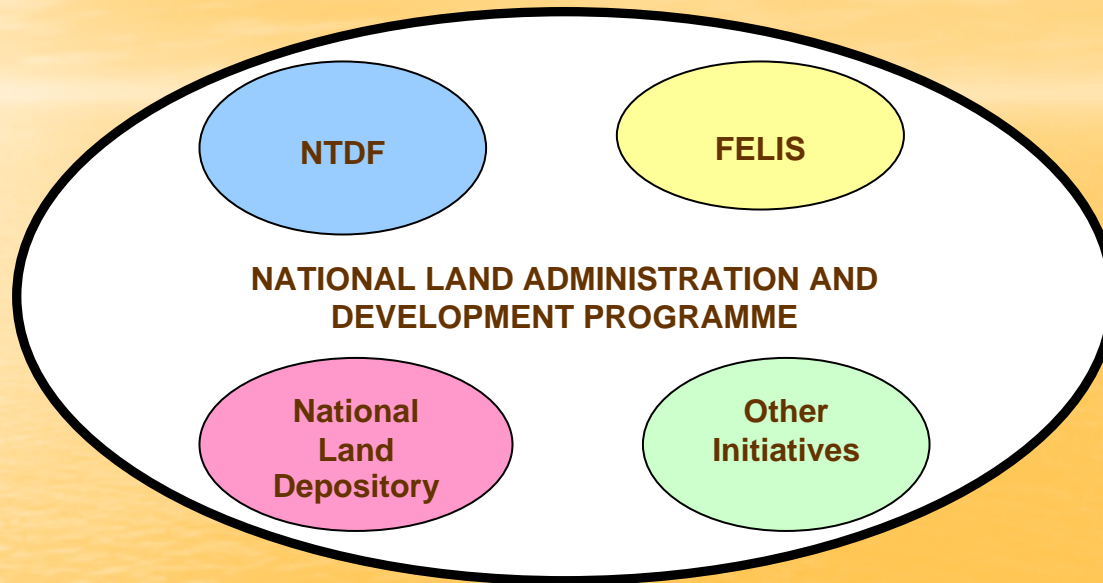 NTDF
FELIS
NATIONAL LAND ADMINISTRATION AND
DEVELOPMENT PROGRAMME
National
Land
Depository
Other
Initiatives